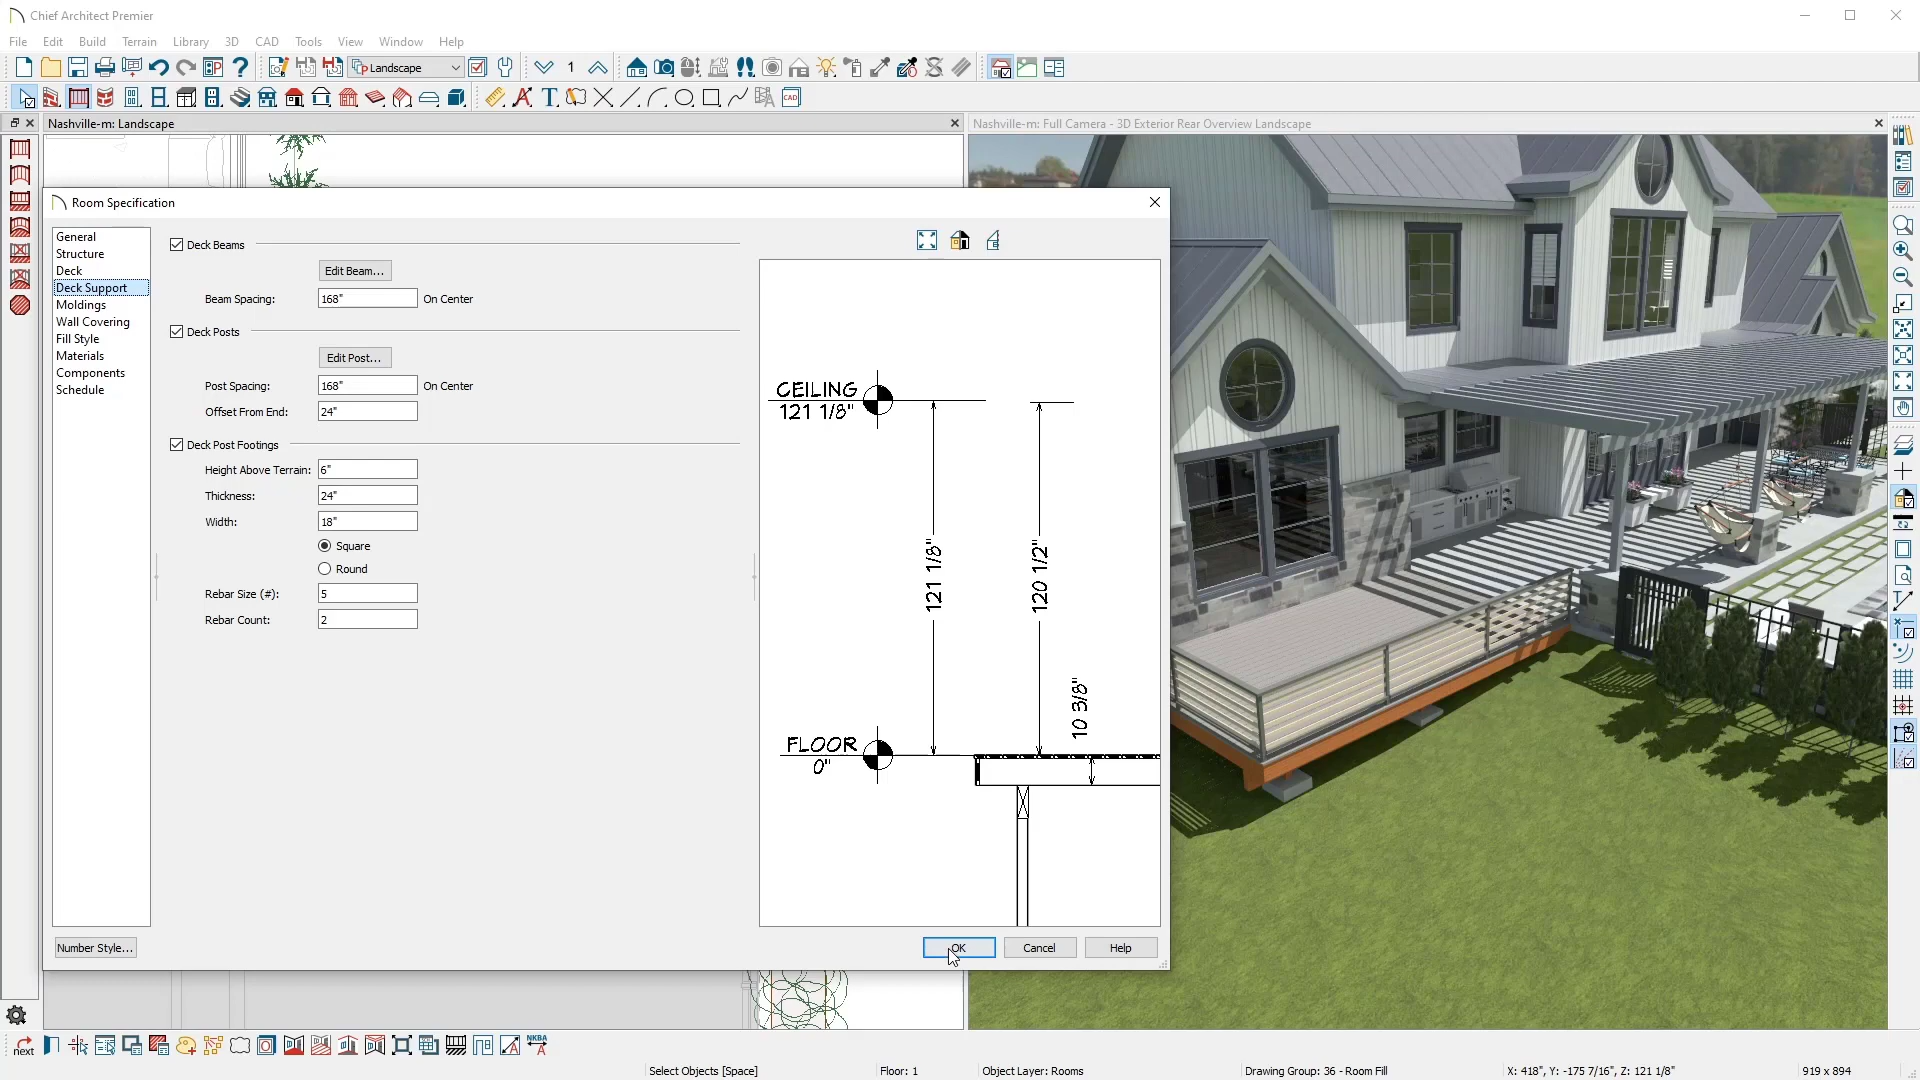 Chief Architect Premier
File Edit Build Terrain Library 3D CAD Tools View Window Help
Landscape 1
CAD
Nashville-m: Landscape
Nashville-m: Full Camera - 3D Exterior Rear Overview Landscape
Room Specification
General
Structure
Deck
Deck Support
Moldings
Wall Covering
Fill Style
Materials
Components
Schedule
Deck Beams
Edit Beam...
Beam Spacing: 168" On Center
Deck Posts
Edit Post...
Post Spacing: 168" On Center
Offset From End: 24"
Deck Post Footings
Height Above Terrain: 6"
Thickness: 24"
Width: 18"
Square
Round
Rebar Size (#): 5
Rebar Count: 2
CEILING
121 1/8"
121 1/8"
120 1/2"
10 3/8"
FLOOR
0"
Number Style...
OK Cancel Help
next
NKBA
A
Select Objects [Space] Floor: 1 Object Layer: Rooms Drawing Group: 36 - Room Fill X: 418", Y: -175 7/16", Z: 121 1/8" 919 x 894